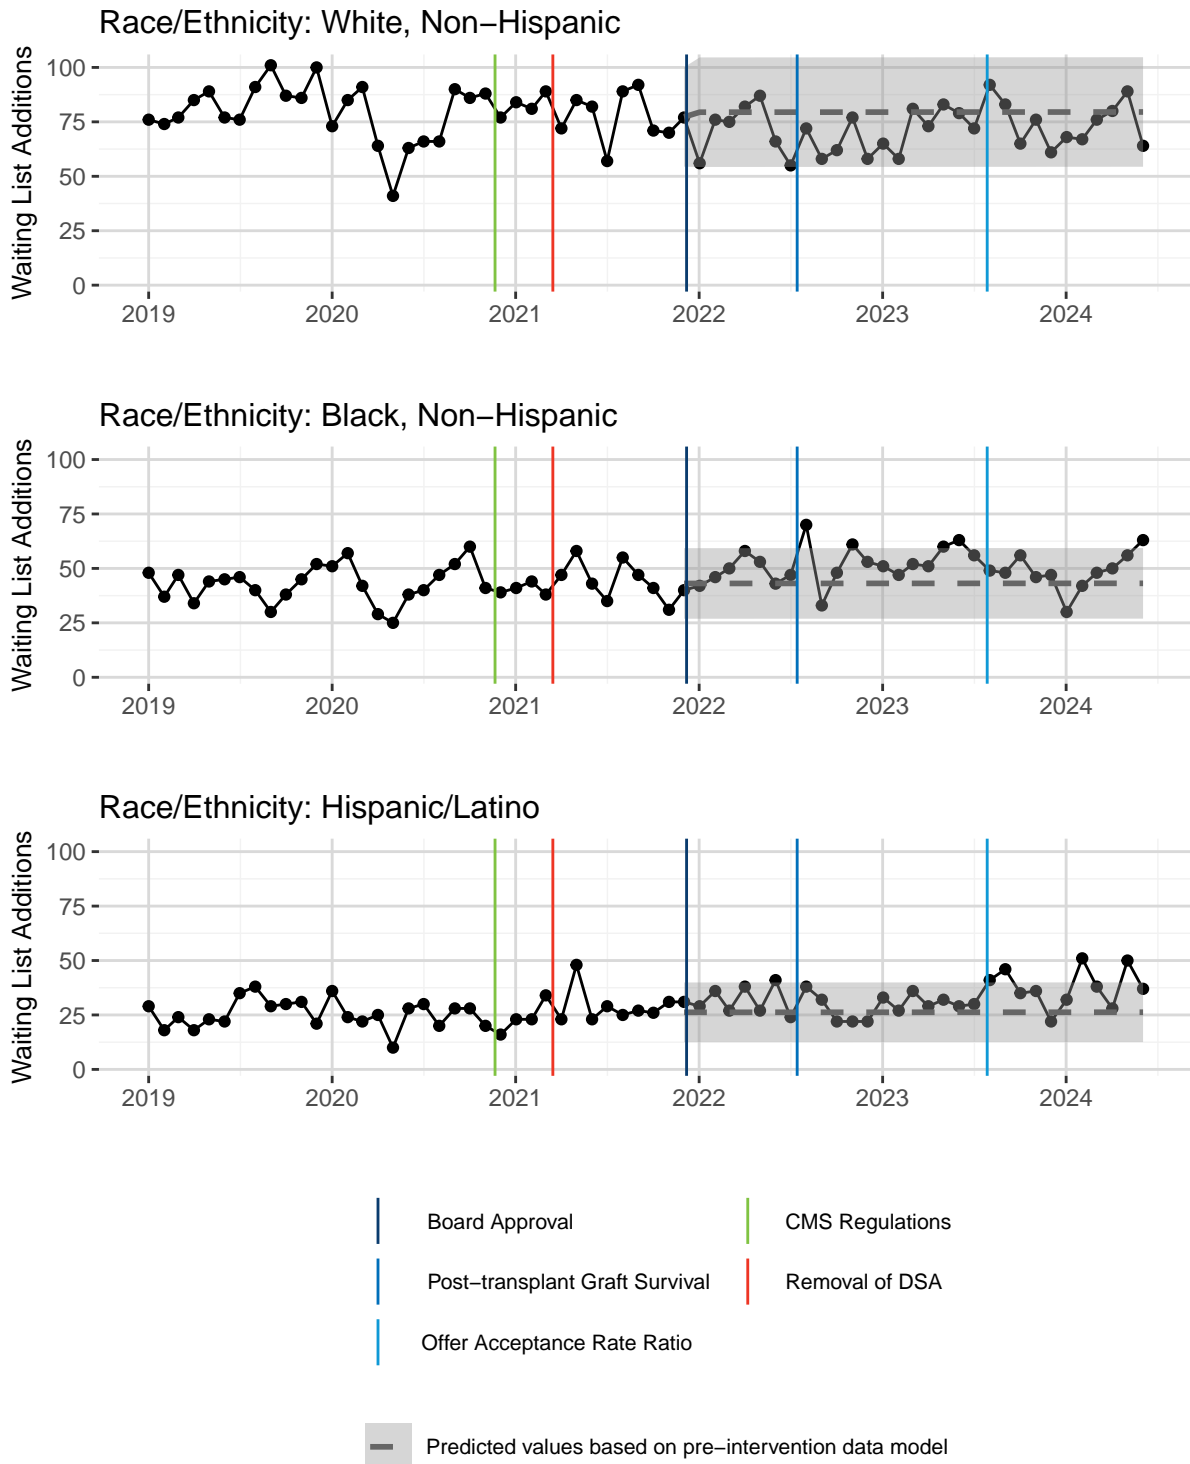 Race/Ethnicity: White, Non−Hispanic
Waiting List Additions
100
75
50
25
0
2019 2020 2021 2022 2023 2024
Race/Ethnicity: Black, Non−Hispanic
Waiting List Additions
100
75
50
25
0
2019 2020 2021 2022 2023 2024
Race/Ethnicity: Hispanic/Latino
Waiting List Additions
100
75
50
25
0
2019 2020 2021 2022 2023 2024
Board Approval
CMS Regulations
Post−transplant Graft Survival
Removal of DSA
Offer Acceptance Rate Ratio
Predicted values based on pre−intervention data model